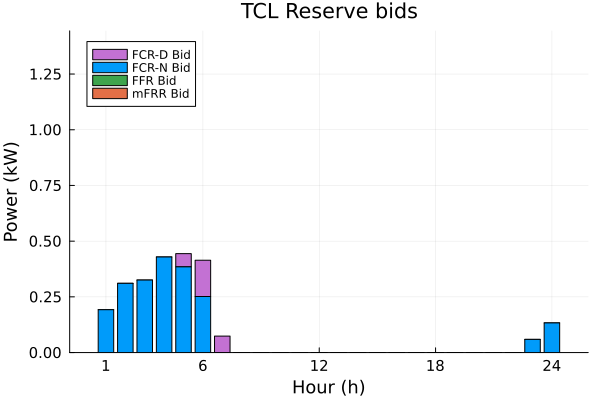 TCL Reserve bids
FCR-D Bid
FCR-N Bid
FFR Bid
mFRR Bid
1.25
1.00
0.75
0.50
0.25
0.00
Power (kW)
1 6 12 18 24
Hour (h)